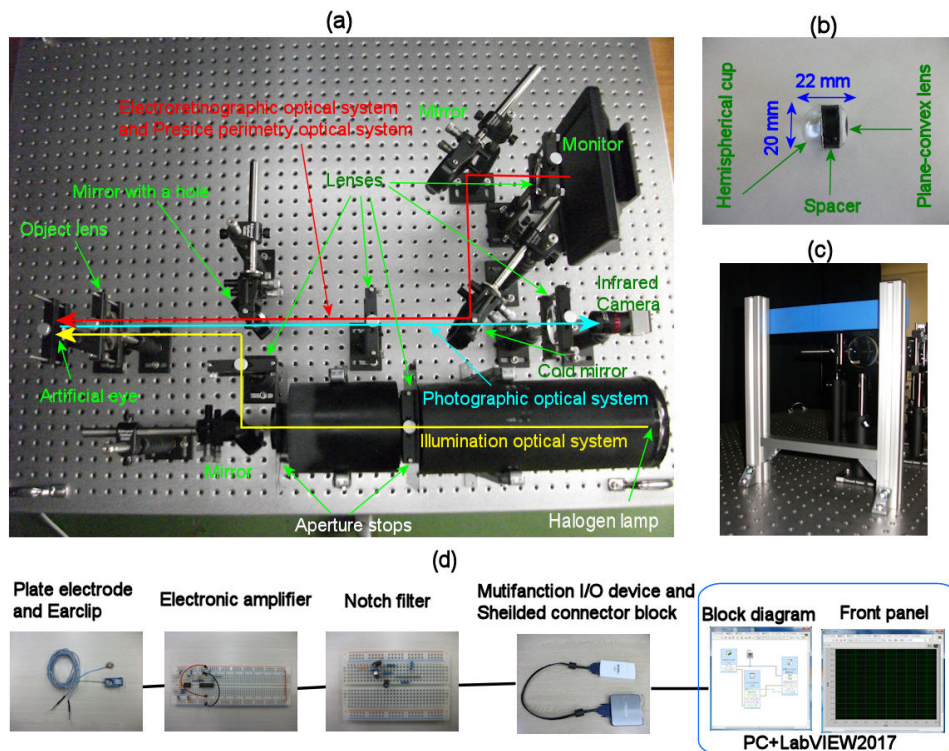 (a)
Electroretinographic optical system
and Presice perimetry optical system
Mirror
Monitor
Mirror with a hole
Lenses
Object lens
Infrared
Camera
Artificial eye
Cold mirror
Photographic optical system
Illumination optical system
Mirror
Aperture stops
Halogen lamp
(b)
22 mm
20 mm
Hemispherical cup
Plane-convex lens
Spacer
(c)
(d)
Plate electrode
and Earclip
Electronic amplifier
Notch filter
Mutifanction I/O device and
Sheilded connector block
Block diagram
Front panel
PC+LabVIEW2017